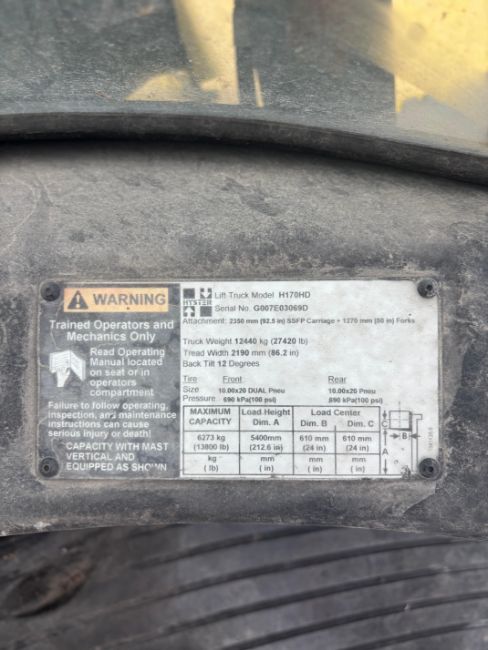 WARNING
Trained Operators and
Mechanics Only
Read Operating
Manual located
on seat or in
operators
compartment
Failure to follow operating,
inspection, and maintenance
instructions can cause
serious injury or death
CAPACITY WITH MAST
VERTICAL AND
EQUIPPED AS SHOWN
HYSTER
Lift Truck Model H170HD
Serial No. G007E03069D
Attachment: 2350 mm (92.5 in) SSFP Carriage + 1270 mm (50 in) Forks
Truck Weight 12440 kg (27420 lb)
Tread Width 2190 mm (86.2 in)
Back Tilt 12 Degrees
Tire Front Rear
Size 10.00x20 DUAL Pneu 10.00x20 Pneu
Pressure 690 kPa(100 psi) 690 kPa(100 psi)
MAXIMUM Load Height Load Center
CAPACITY Dim. A Dim. B Dim. C
6273 kg 5400mm 610 mm 610 mm
(13800 lb) (212.6 in) (24 in) (24 in)
kg mm mm mm
( lb) ( in) ( in) ( in)
C
B
A